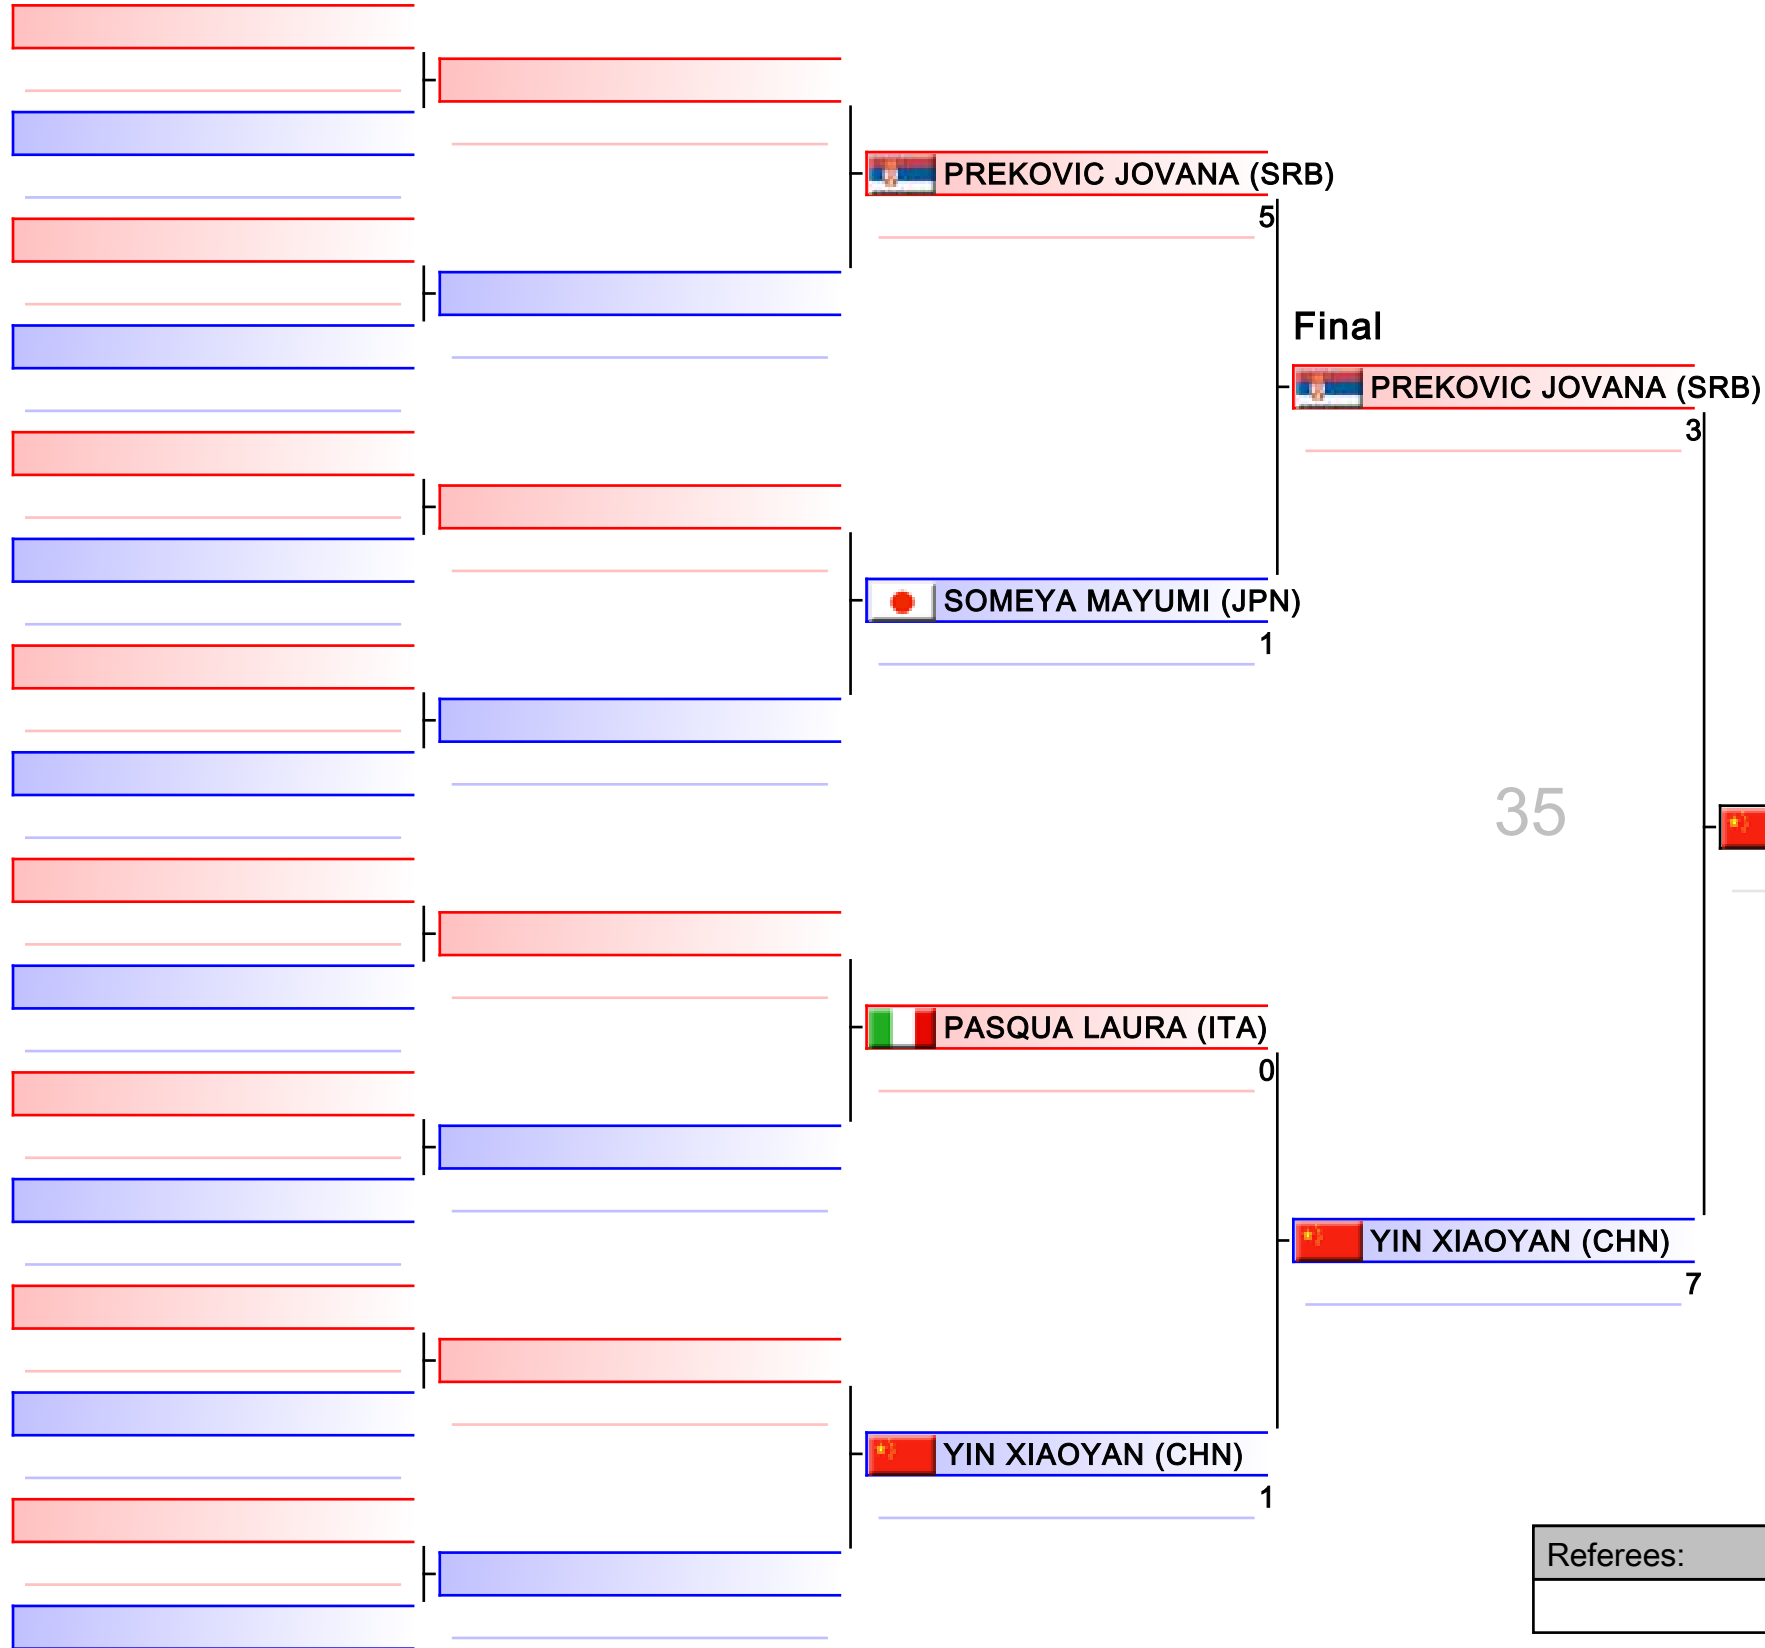 PREKOVIC JOVANA (SRB)
5
Final
PREKOVIC JOVANA (SRB)
3
SOMEYA MAYUMI (JPN)
1
35
PASQUA LAURA (ITA)
0
YIN XIAOYAN (CHN)
7
YIN XIAOYAN (CHN)
1
Referees: